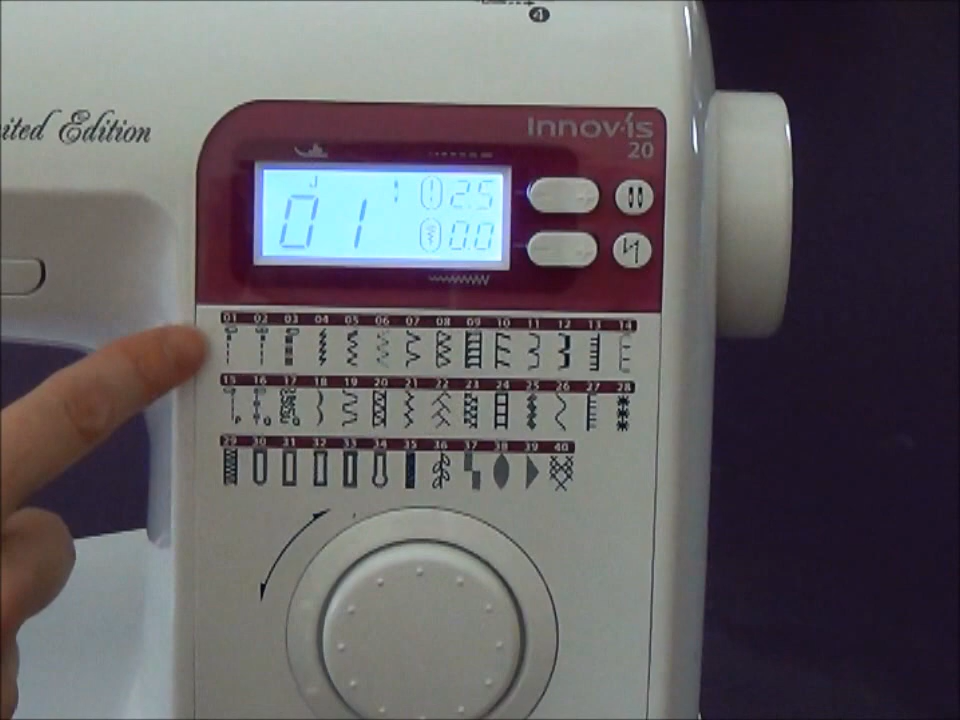 4
ited Edition
innov-is
20
J
01
1
2.5
0.0
01 02 03 04 05 06 07 08 09 10 11 12 13 14
15 16 17 18 19 20 21 22 23 24 25 26 27 28
29 30 31 32 33 34 35 36 37 38 39 40